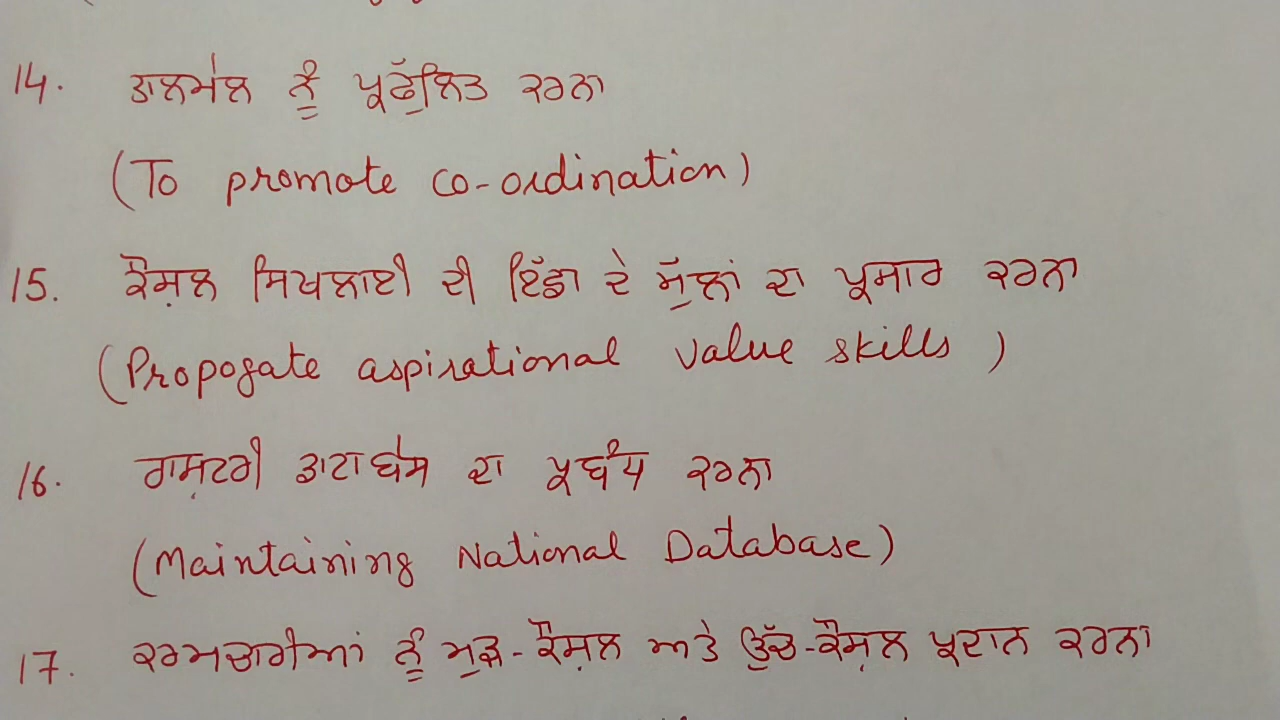 14. ਤਾਲਮੇਲ ਨੂੰ ਪ੍ਰਫੁੱਲਿਤ ਕਰਨਾ
(To promote co-ordination)
15. ਕੌਸ਼ਲ ਸਿਖਲਾਈ ਦੀ ਇੱਛਾ ਦੇ ਮੁੱਲਾਂ ਦਾ ਪ੍ਰਸਾਰ ਕਰਨਾ
(Propogate aspirational value skills)
16. ਰਾਸ਼ਟਰੀ ਡਾਟਾਬੇਸ ਦਾ ਪ੍ਰਬੰਧ ਕਰਨਾ
(Maintaining National Database)
17. ਕਰਮਚਾਰੀਆਂ ਨੂੰ ਮੁੜ-ਕੌਸ਼ਲ ਅਤੇ ਉੱਚ-ਕੌਸ਼ਲ ਪ੍ਰਦਾਨ ਕਰਨਾ